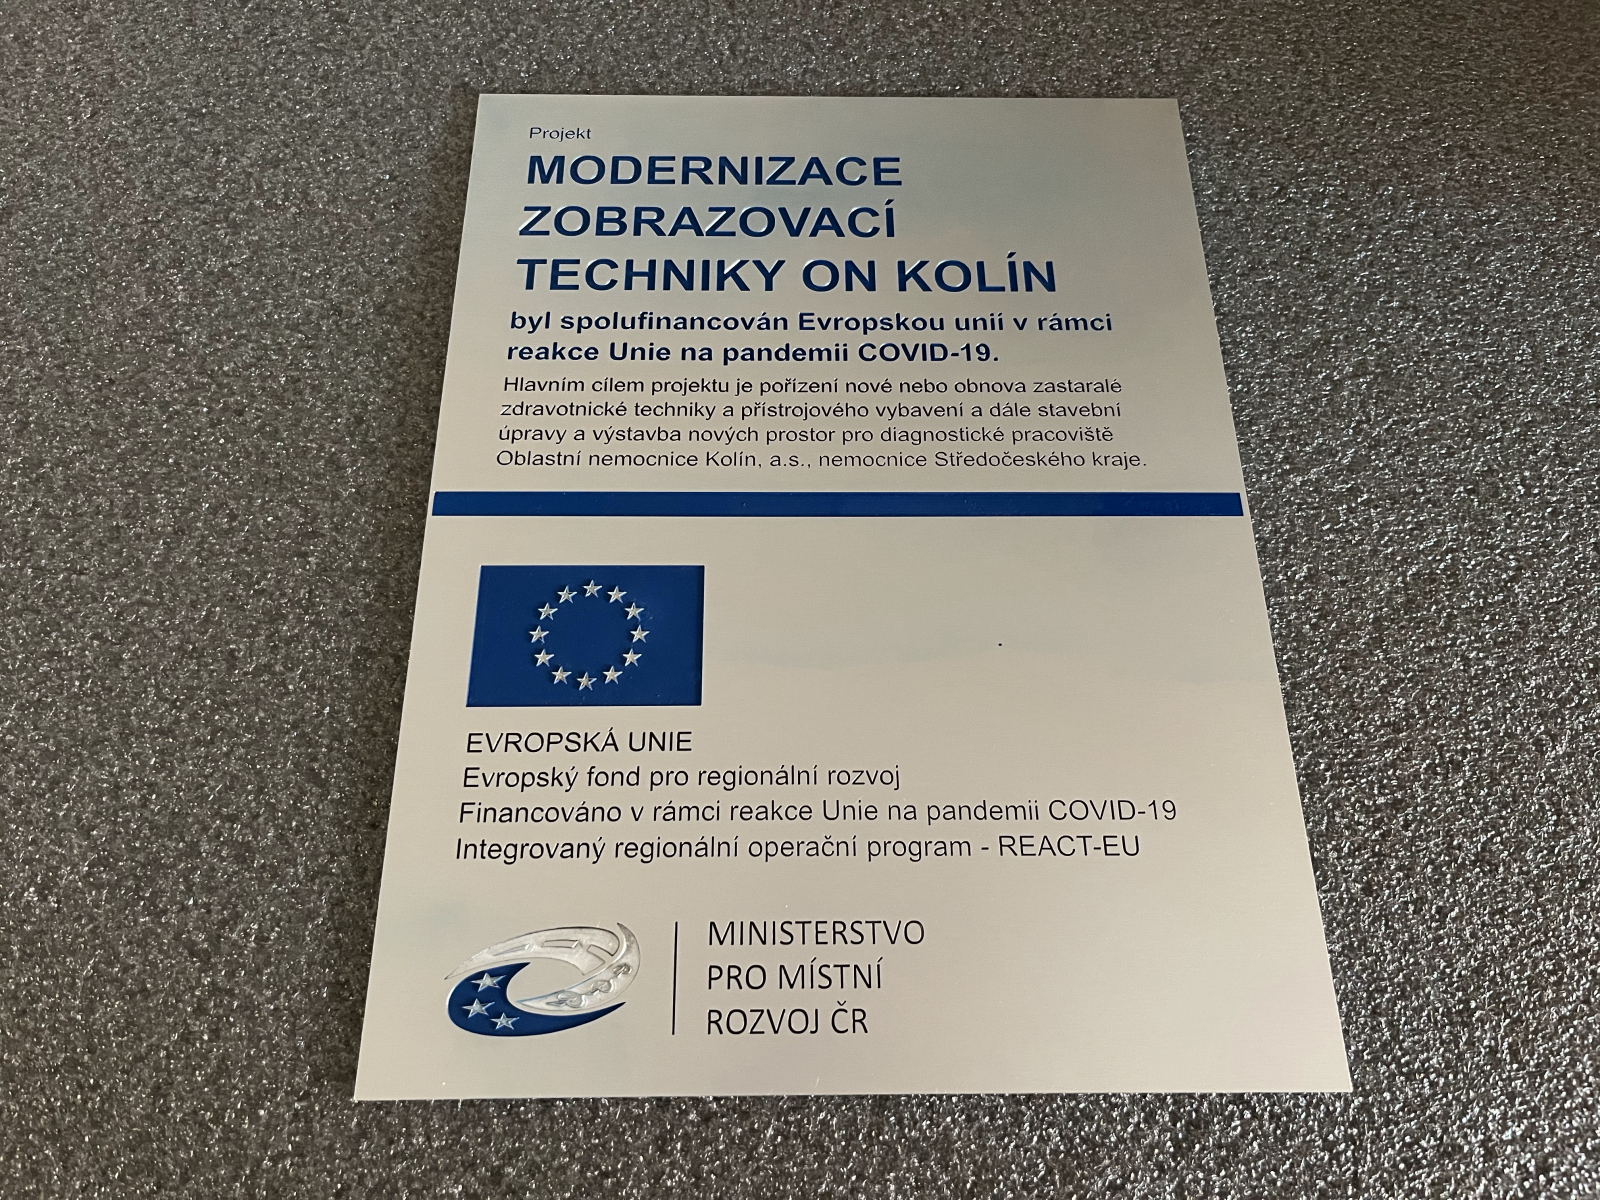 Projekt
MODERNIZACE
ZOBRAZOVACÍ
TECHNIKY ON KOLÍN
byl spolufinancován Evropskou unií v rámci
reakce Unie na pandemii COVID-19.
Hlavním cílem projektu je pořízení nové nebo obnova zastaralé
zdravotnické techniky a přístrojového vybavení a dále stavební
úpravy a výstavba nových prostor pro diagnostické pracoviště
Oblastní nemocnice Kolín, a.s., nemocnice Středočeského kraje.
EVROPSKÁ UNIE
Evropský fond pro regionální rozvoj
Financováno v rámci reakce Unie na pandemii COVID-19
Integrovaný regionální operační program - REACT-EU
MINISTERSTVO
PRO MÍSTNÍ
ROZVOJ ČR